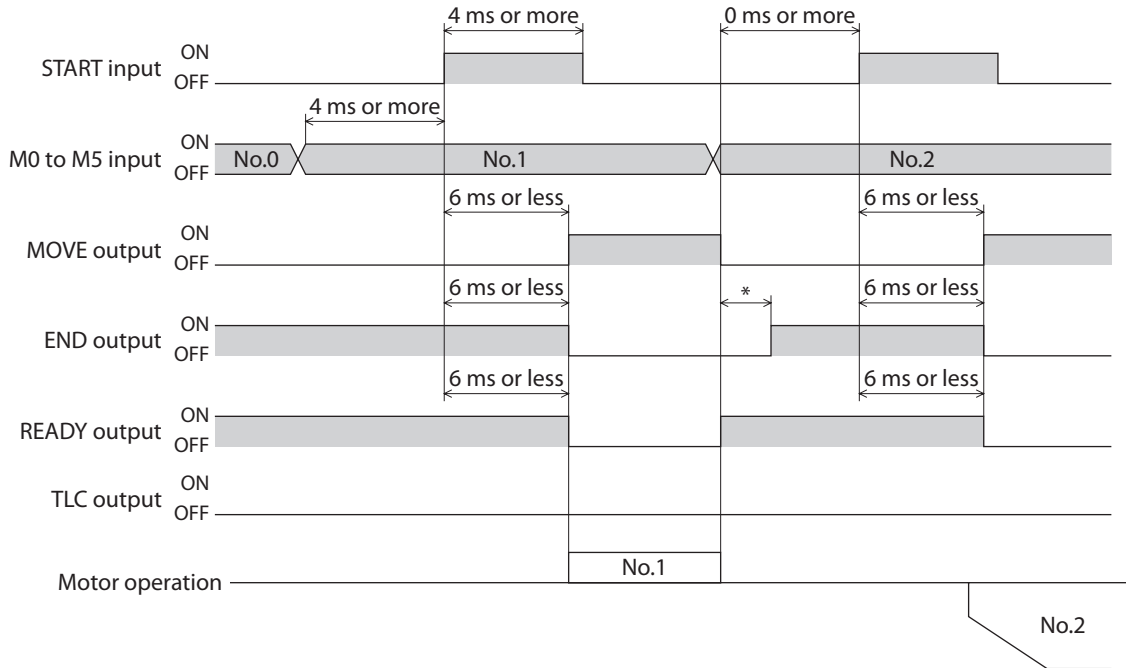 4 ms or more
0 ms or more
START input
ON
OFF
4 ms or more
M0 to M5 input
ON
OFF
No.0
No.1
No.2
6 ms or less
6 ms or less
MOVE output
ON
OFF
6 ms or less
*
6 ms or less
END output
ON
OFF
6 ms or less
6 ms or less
READY output
ON
OFF
TLC output
ON
OFF
Motor operation
No.1
No.2